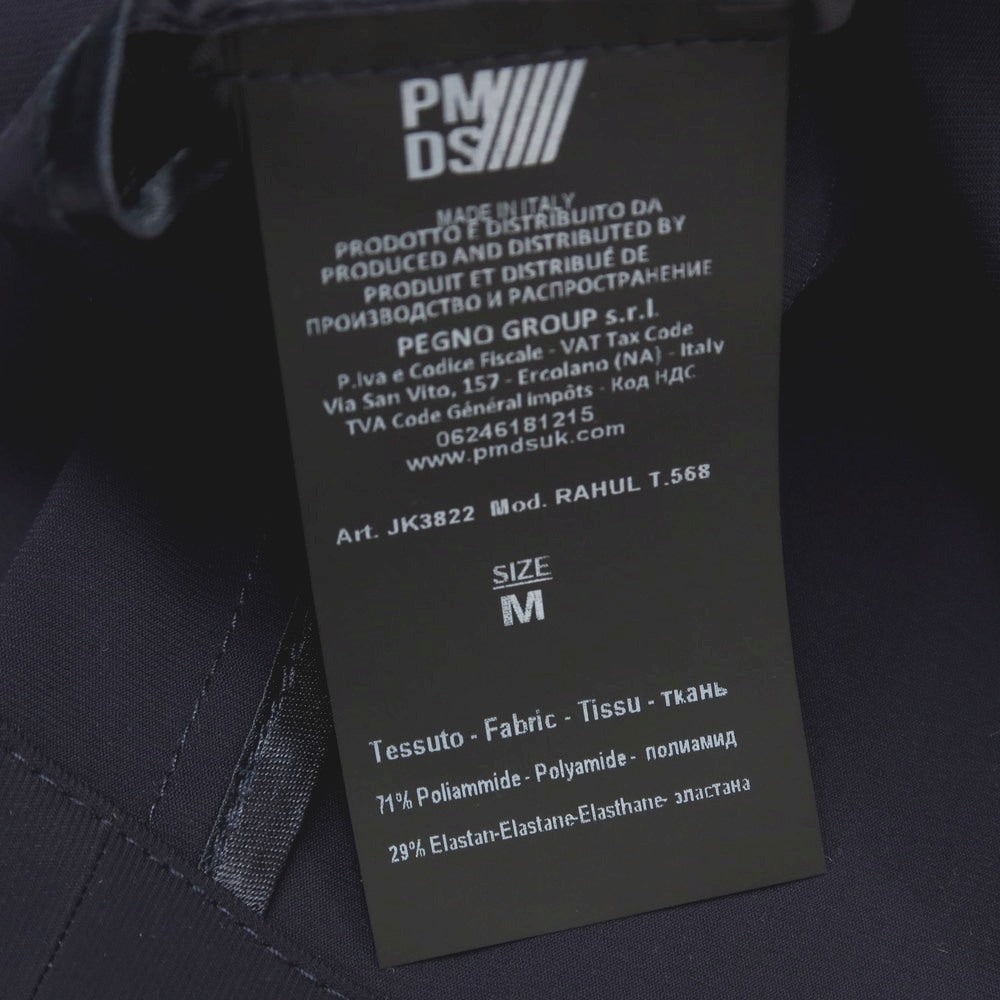 PM
DS
MADE IN ITALY
PRODOTTO E DISTRIBUITO DA
PRODUCED AND DISTRIBUTED BY
PRODUIT ET DISTRIBUÉ DE
ПРОИЗВОДСТВО И РАСПРОСТРАНЕНИЕ
PEGNO GROUP s.r.l.
P.Iva e Codice Fiscale - VAT Tax Code
Via San Vito, 157 - Ercolano (NA) - Italy
TVA Code Général Impôts - Код НДС
06246181215
www.pmdsuk.com
Art. JK3822 Mod. RAHUL T.568
SIZE
M
Tessuto - Fabric - Tissu - ткань
71% Poliammide - Polyamide - полиамид
29% Elastan-Elastane-Elasthane- эластана